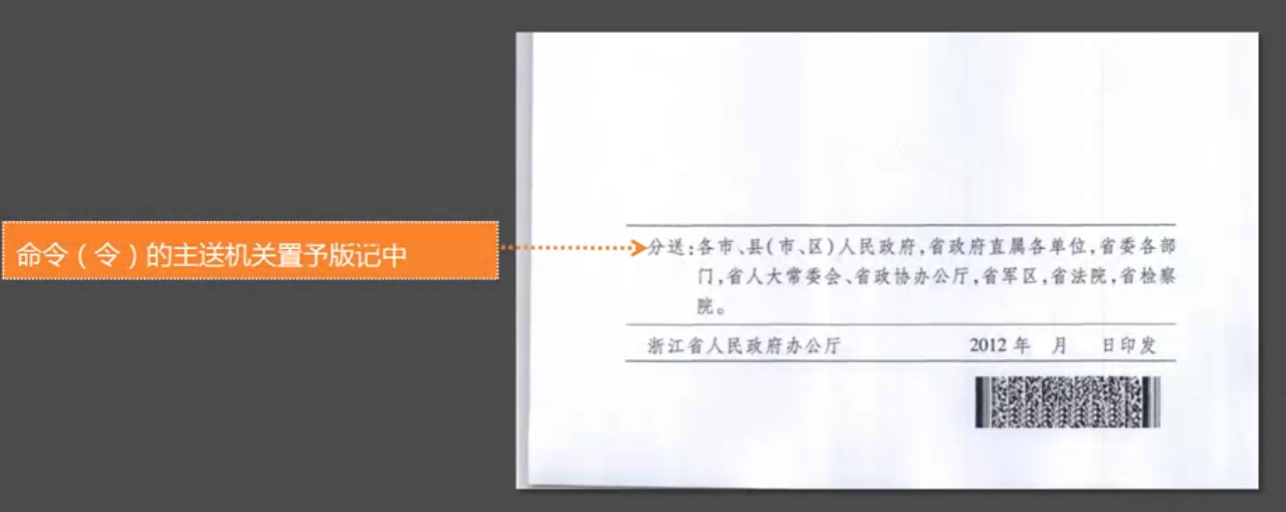 命令（令）的主送机关置予版记中
分送:各市、县(市、区)人民政府,省政府直属各单位,省委各部
门,省人大常委会、省政协办公厅,省军区,省法院,省检察
院。
浙江省人民政府办公厅 2012 年 月 日印发